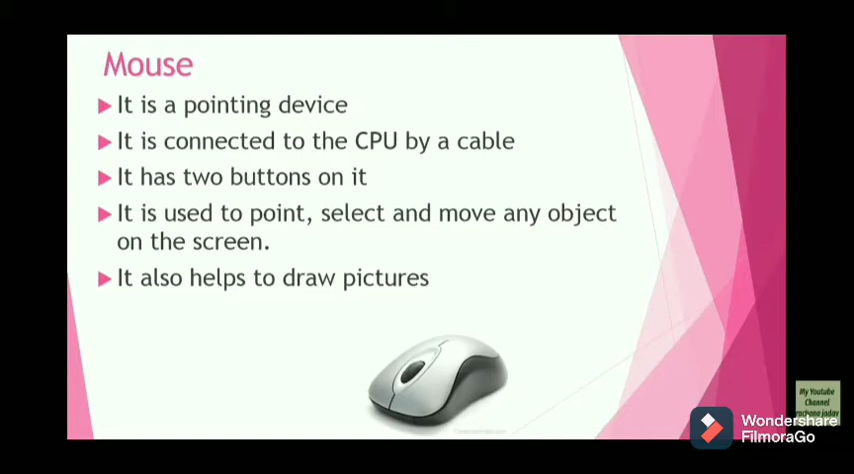 Mouse
It is a pointing device
It is connected to the CPU by a cable
It has two buttons on it
It is used to point, select and move any object
on the screen.
It also helps to draw pictures
My Youtube
Channel
Wondershare
FilmoraGo